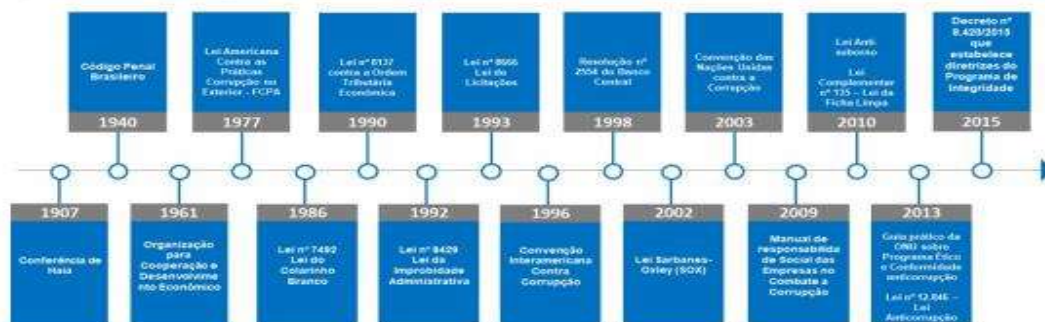 Código Penal
Brasileiro
1940
Lei Americana
Contra as
Práticas
Corrupção no
Exterior - FCPA
1977
Lei nº 8137
contra a Ordem
Tributária
Econômica
1990
Lei nº 8666
Lei do
Licitações
1993
Resolução nº
2554 do Banco
Central
1998
Convenção das
Nações Unidas
contra a
Corrupção
2003
Lei Anti-
suborno
Lei
Complementar
nº 135 – Lei da
Ficha Limpa
2010
Decreto nº
8.420/2015
que
estabelece
diretrizes do
Programa de
Integridade
2015
1907
Conferência de
Haia
1961
Organização
para
Cooperação e
Desenvolvime
nto Econômico
1986
Lei nº 7492
Lei do
Colarinho
Branco
1992
Lei nº 8429
Lei da
Improbidade
Administrativa
1996
Convenção
Interamericana
Contra
Corrupção
2002
Lei Sarbanes-
Oxley (SOX)
2009
Manual de
responsabilida
de Social das
Empresas no
Combate a
Corrupção
2013
Guia prático da
ONU sobre
Programa Ético
e Conformidade
anticorrupção
Lei nº 12.846 –
Lei
Anticorrupção